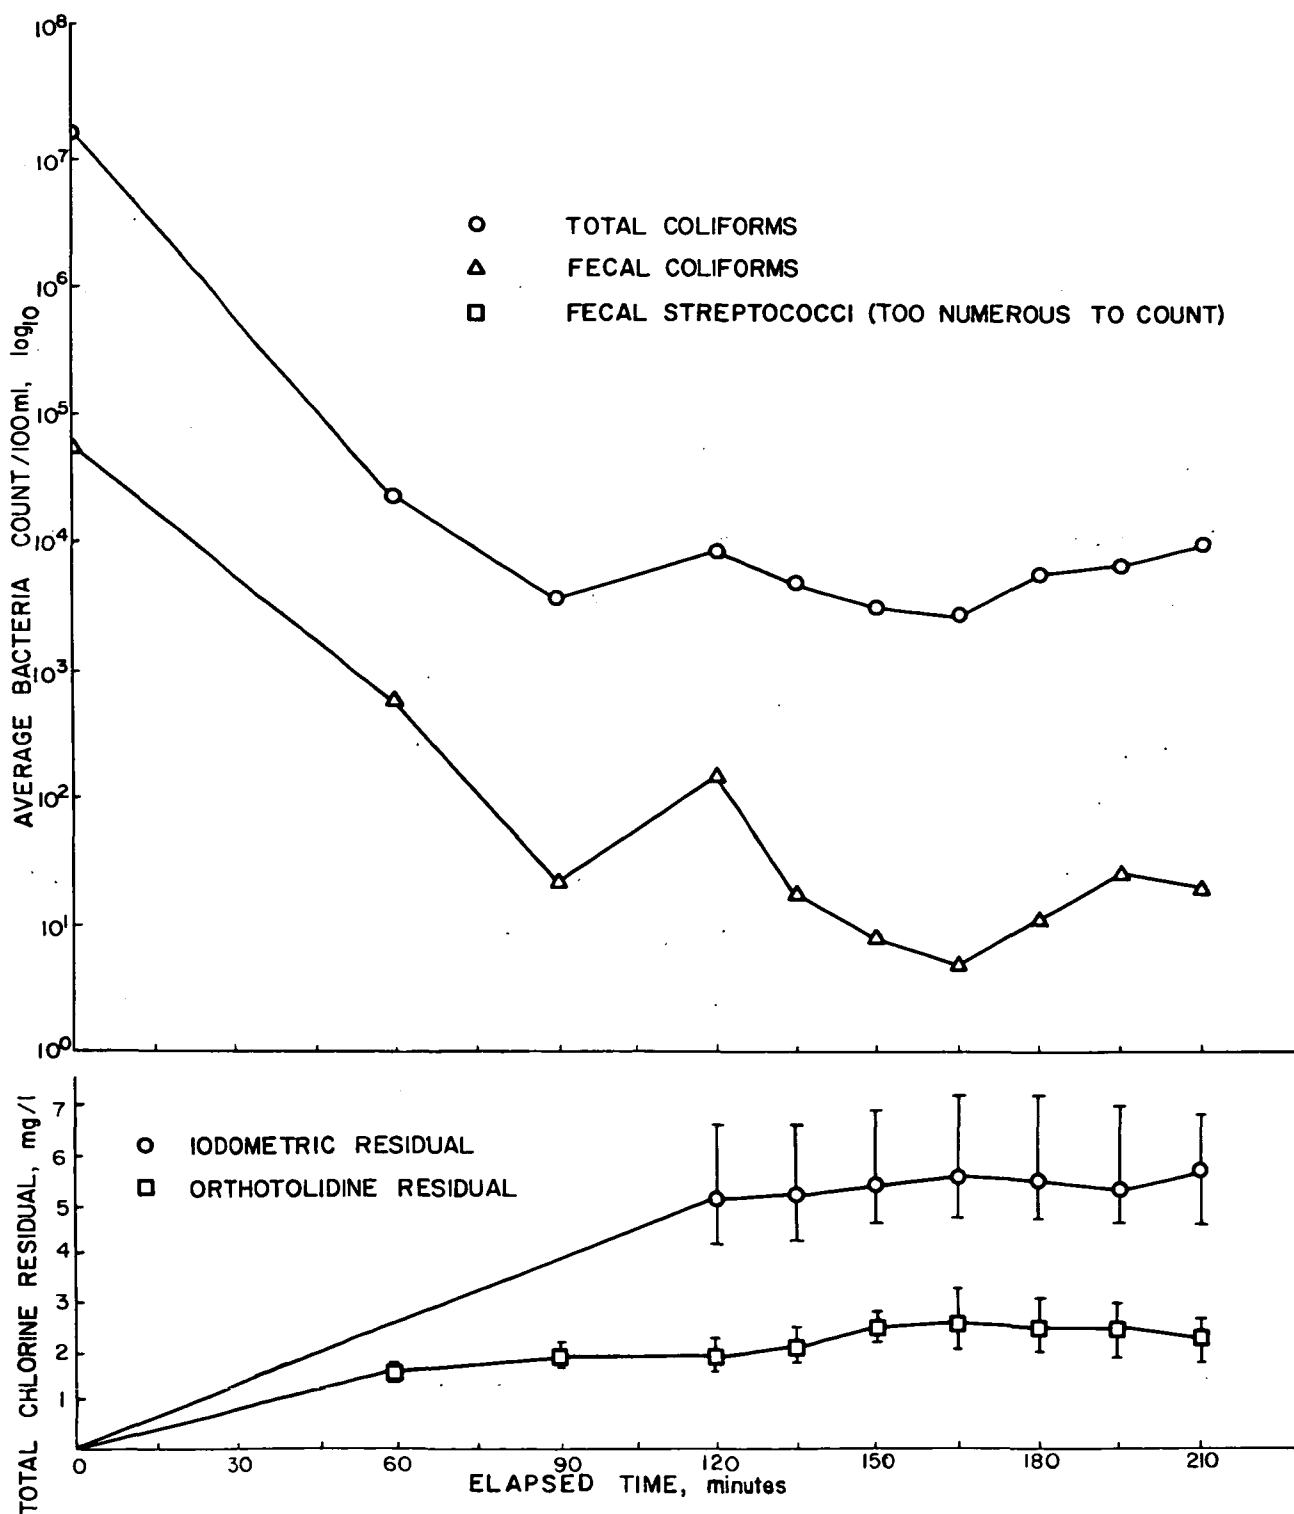 10⁸
10⁷
10⁶
10⁵
10⁴
10³
10²
10¹
10⁰
AVERAGE BACTERIA COUNT/100ml, log₁₀
TOTAL COLIFORMS
FECAL COLIFORMS
FECAL STREPTOCOCCI (TOO NUMEROUS TO COUNT)
TOTAL CHLORINE RESIDUAL, mg/l
7
6
5
4
3
2
1
IODOMETRIC RESIDUAL
ORTHOTOLIDINE RESIDUAL
0 30 60 90 120 150 180 210
ELAPSED TIME, minutes